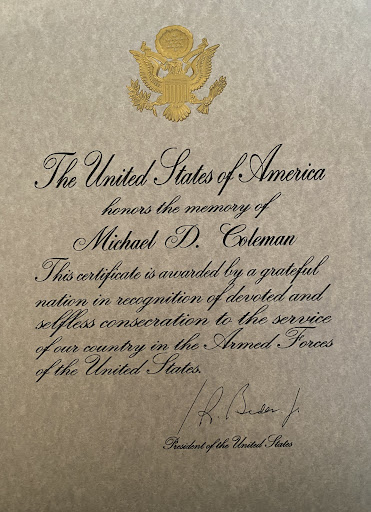 The United States of America
honors the memory of
Michael D. Coleman
This certificate is awarded by a grateful
nation in recognition of devoted and
selfless consecration to the service
of our country in the Armed Forces
of the United States.
J R Biden Jr.
President of the United States